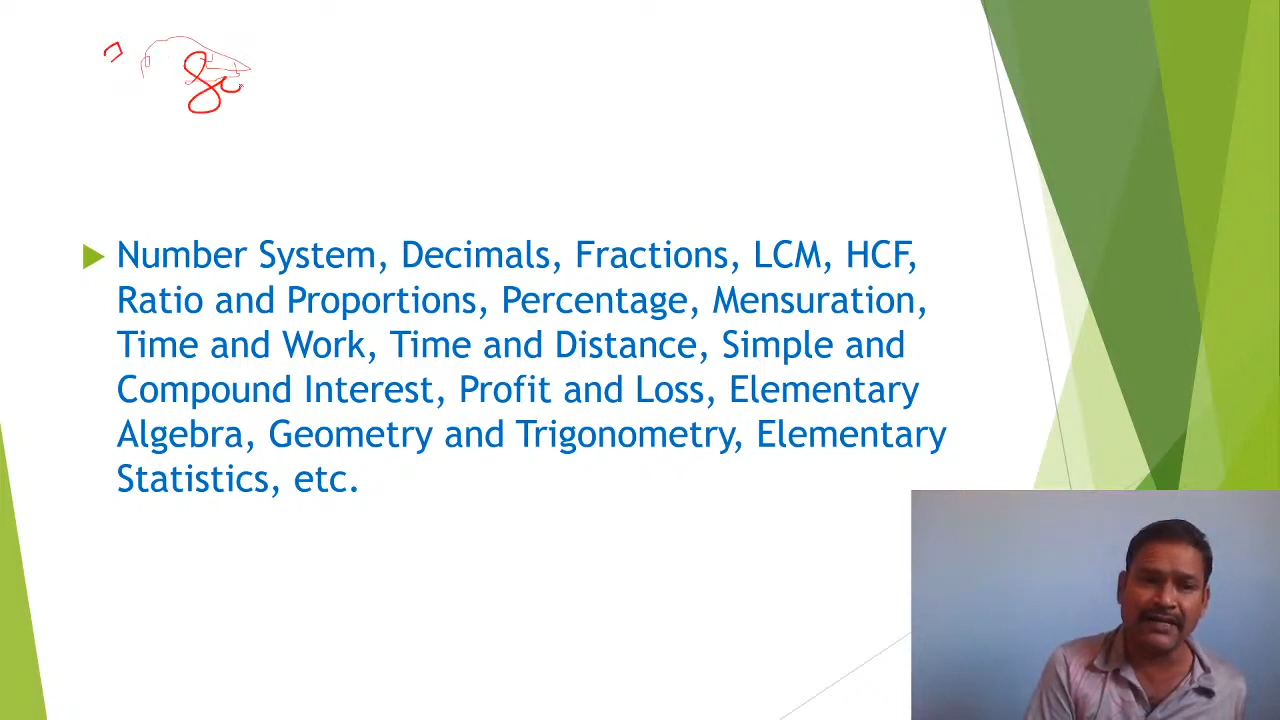 Number System, Decimals, Fractions, LCM, HCF,
Ratio and Proportions, Percentage, Mensuration,
Time and Work, Time and Distance, Simple and
Compound Interest, Profit and Loss, Elementary
Algebra, Geometry and Trigonometry, Elementary
Statistics, etc.